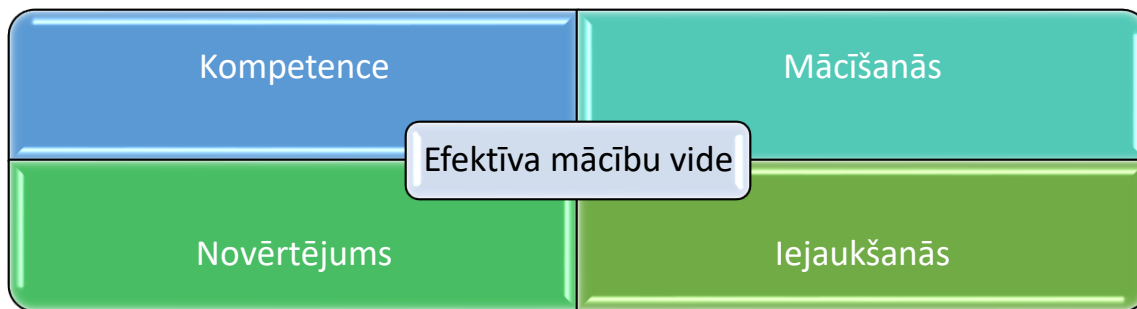 Kompetence
Mācīšanās
Efektīva mācību vide
Novērtējums
Iejaukšanās